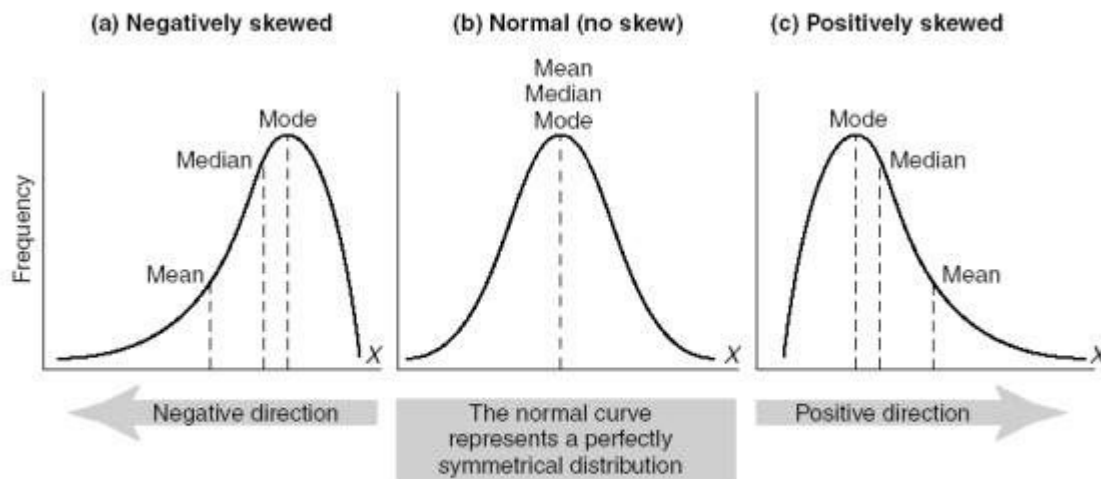 (a) Negatively skewed
(b) Normal (no skew)
(c) Positively skewed
Frequency
Mode
Median
Mean
X
Mean
Median
Mode
X
Mode
Median
Mean
X
Negative direction
The normal curve
represents a perfectly
symmetrical distribution
Positive direction